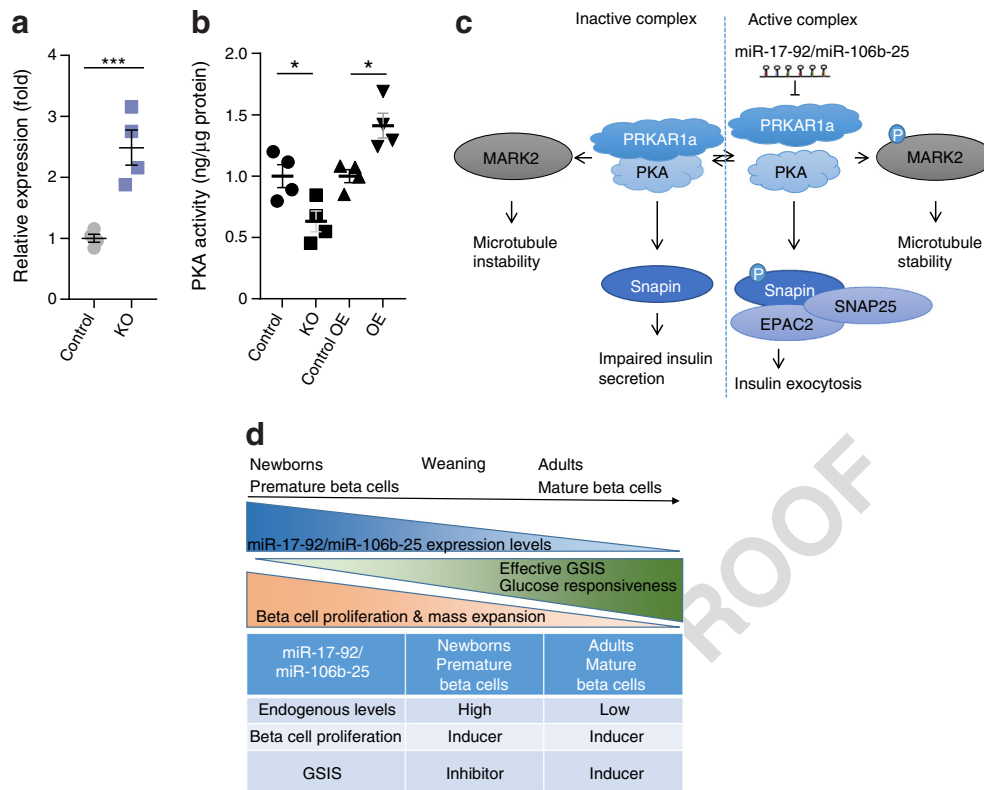 a
Relative expression (fold)
4
3
2
1
0
***
Control
KO
b
PKA activity (ng/µg protein)
2.0
1.5
1.0
0.5
0
*
*
Control
KO
Control OE
OE
c
Inactive complex
Active complex
miR-17-92/miR-106b-25
PRKAR1a
PKA
MARK2
Microtubule
instability
Snapin
Impaired insulin
secretion
PRKAR1a
PKA
P
MARK2
Microtubule
stability
P
Snapin
SNAP25
EPAC2
Insulin exocytosis
d
Newborns
Premature beta cells
Weaning
Adults
Mature beta cells
miR-17-92/miR-106b-25 expression levels
Effective GSIS
Glucose responsiveness
Beta cell proliferation & mass expansion
miR-17-92/
miR-106b-25
Newborns
Premature
beta cells
Adults
Mature
beta cells
Endogenous levels
High
Low
Beta cell proliferation
Inducer
Inducer
GSIS
Inhibitor
Inducer
ROOF